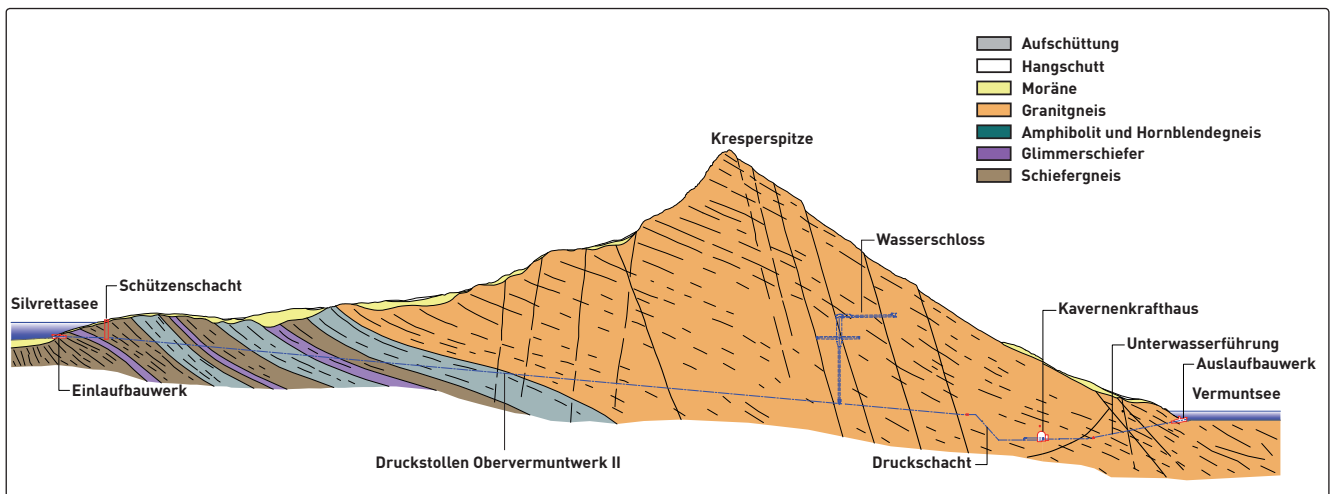 Aufschüttung
Hangschutt
Moräne
Granitgneis
Amphibolit und Hornblendegneis
Glimmerschiefer
Schiefergneis
Kresperspitze
Wasserschloss
Schützenschacht
Silvrettasee
Kavernenkrafthaus
Unterwasserführung
Auslaufbauwerk
Vermuntsee
Einlaufbauwerk
Druckstollen Obervermuntwerk II
Druckschacht